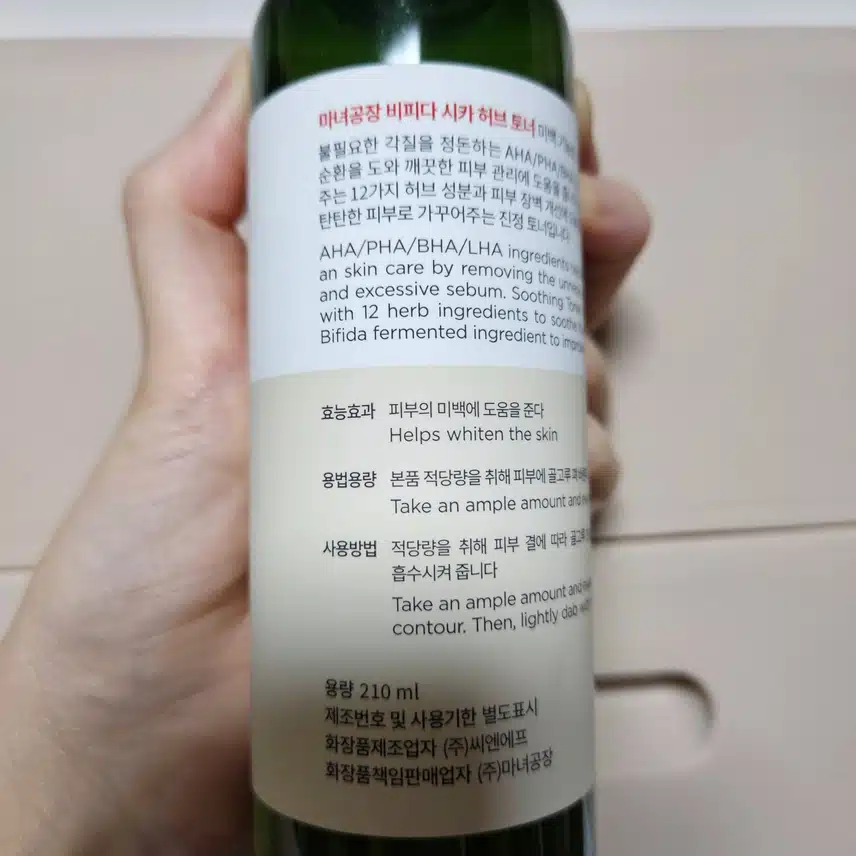 마녀공장 비피다 시카 허브 토너 미백
불필요한 각질을 정돈하는 AHA/PHA/BHA
순환을 도와 깨끗한 피부 관리에 도움을
주는 12가지 허브 성분과 피부 장벽 개선에
탄탄한 피부로 가꾸어주는 진정 토너입니다
AHA/PHA/BHA/LHA ingredients
an skin care by removing the
and excessive sebum. Soothing Toner
with 12 herb ingredients to soothe
Bifida fermented ingredient to
효능효과 피부의 미백에 도움을 준다
Helps whiten the skin
용법용량 본품 적당량을 취해 피부에 골고루 펴
Take an ample amount and
사용방법 적당량을 취해 피부 결에 따라 골고루
흡수시켜 줍니다
Take an ample amount and
contour. Then, lightly dab
용량 210 ml
제조번호 및 사용기한 별도표시
화장품제조업자 (주)씨엔에프
화장품책임판매업자 (주)마녀공장